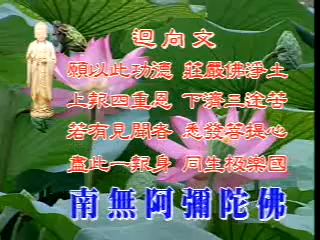 迴向文
願以此功德 莊嚴佛淨土
上報四重恩 下濟三途苦
若有見聞者 悉發菩提心
盡此一報身 同生極樂國
南無阿彌陀佛